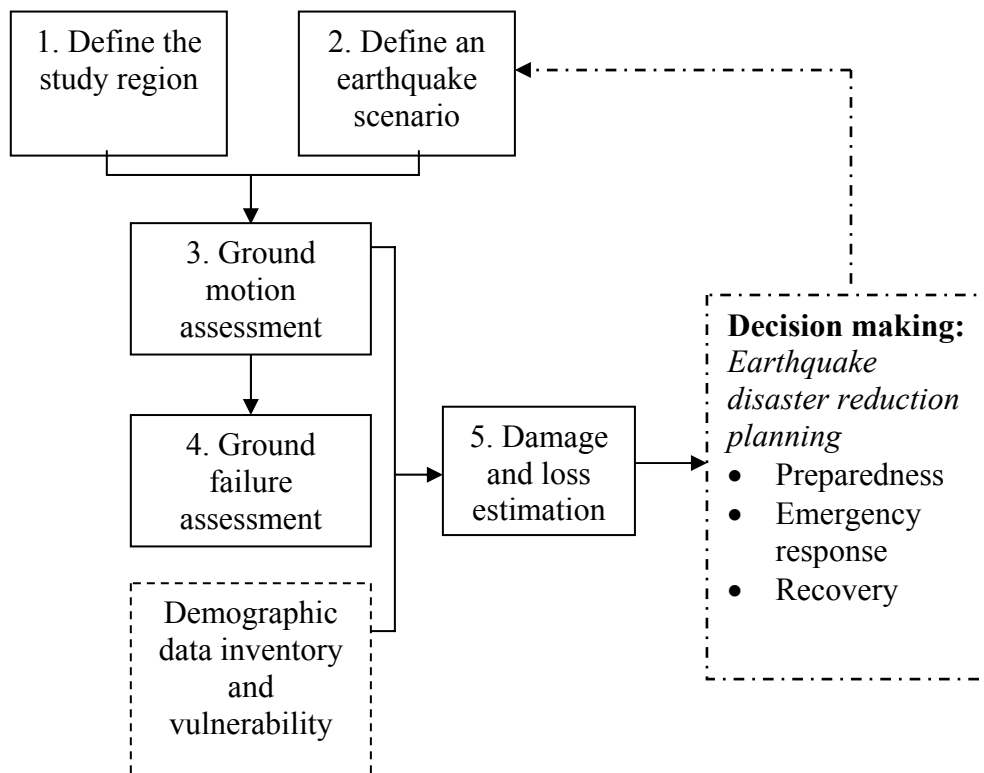 1. Define the
study region
2. Define an
earthquake
scenario
3. Ground
motion
assessment
4. Ground
failure
assessment
Demographic
data inventory
and
vulnerability
5. Damage
and loss
estimation
Decision making:
Earthquake
disaster reduction
planning
• Preparedness
• Emergency
response
• Recovery